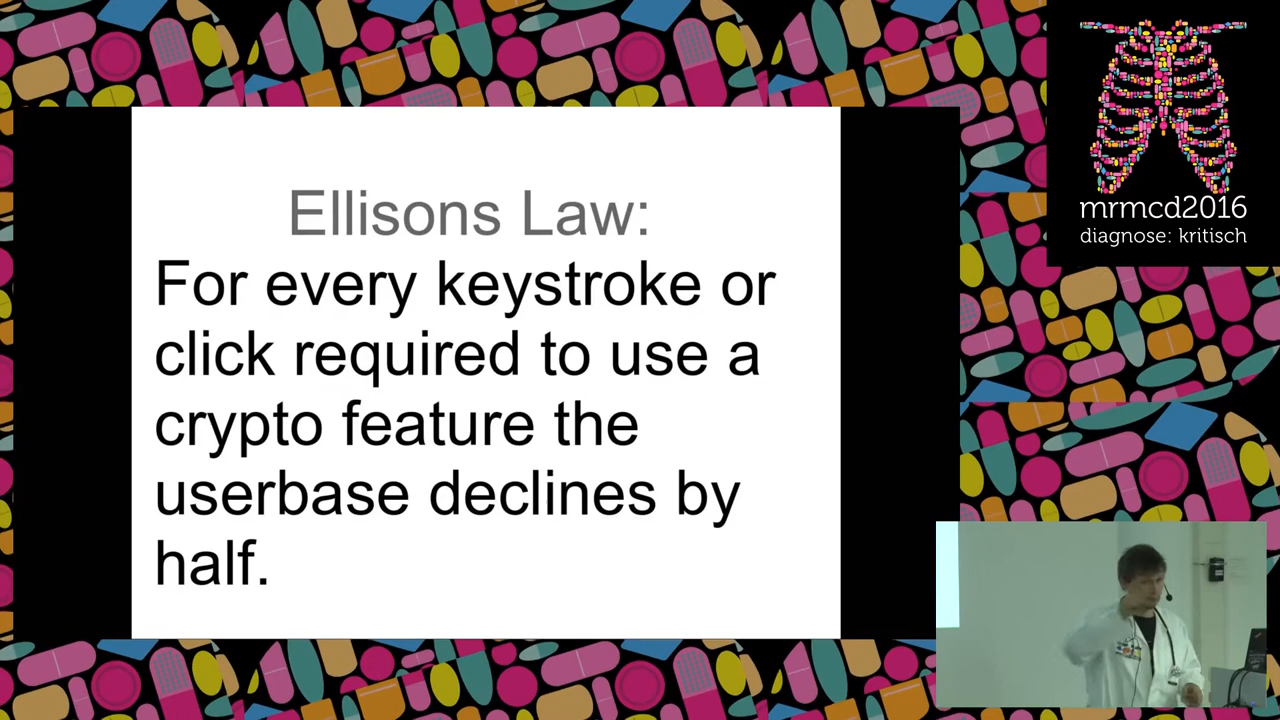 Ellisons Law:
For every keystroke or
click required to use a
crypto feature the
userbase declines by
half.
mrmcd2016
diagnose: kritisch